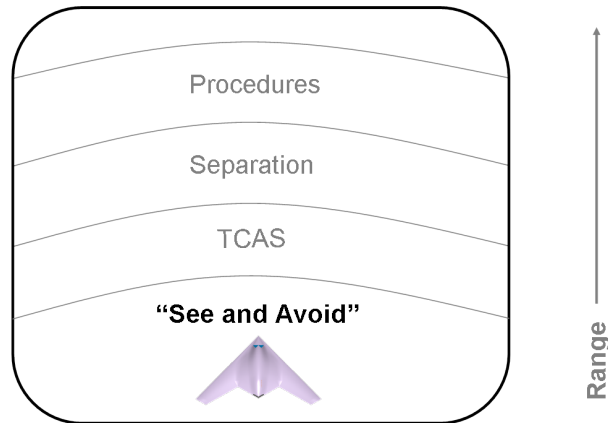 Procedures
Separation
TCAS
“See and Avoid”
Range